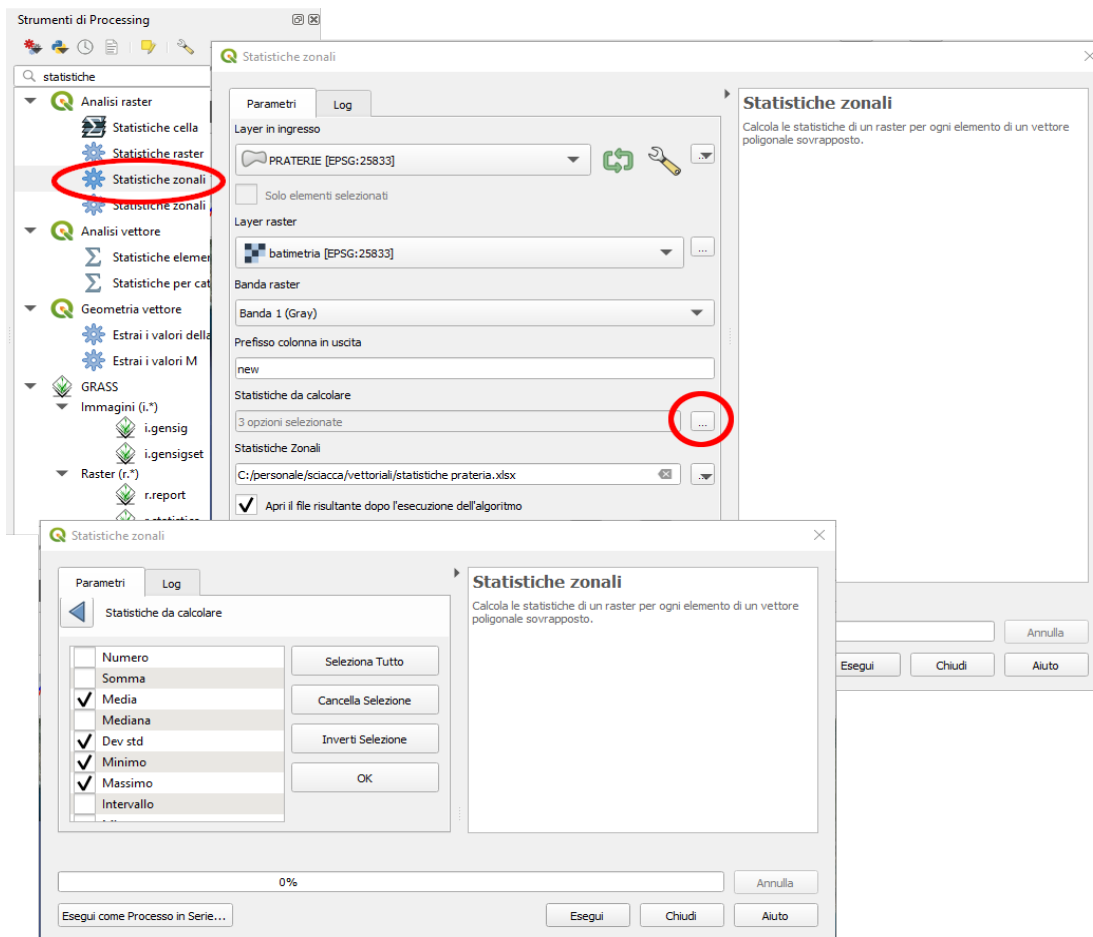 Strumenti di Processing
statistiche
Analisi raster
Statistiche cella
Statistiche raster
Statistiche zonali
Statistiche zonali
Analisi vettore
Statistiche elemen
Statistiche per cat
Geometria vettore
Estrai i valori della
Estrai i valori M
GRASS
Immagini (i.*)
i.gensig
i.gensigset
Raster (r.*)
r.report
Statistiche zonali
Parametri
Log
Layer in ingresso
PRATERIE [EPSG:25833]
Solo elementi selezionati
Layer raster
batimetria [EPSG:25833]
...
Banda raster
Banda 1 (Gray)
Prefisso colonna in uscita
new
Statistiche da calcolare
3 opzioni selezionate
...
Statistiche Zonali
C:/personale/sciacca/vettoriali/statistiche prateria.xlsx
Apri il file risultante dopo l'esecuzione dell'algoritmo
Statistiche zonali
Calcola le statistiche di un raster per ogni elemento di un vettore
poligonale sovrapposto.
Annulla
Esegui
Chiudi
Aiuto
Statistiche zonali
Parametri
Log
Statistiche da calcolare
Numero
Somma
Media
Mediana
Dev std
Minimo
Massimo
Intervallo
Seleziona Tutto
Cancella Selezione
Inverti Selezione
OK
Statistiche zonali
Calcola le statistiche di un raster per ogni elemento di un vettore
poligonale sovrapposto.
0%
Annulla
Esegui come Processo in Serie...
Esegui
Chiudi
Aiuto